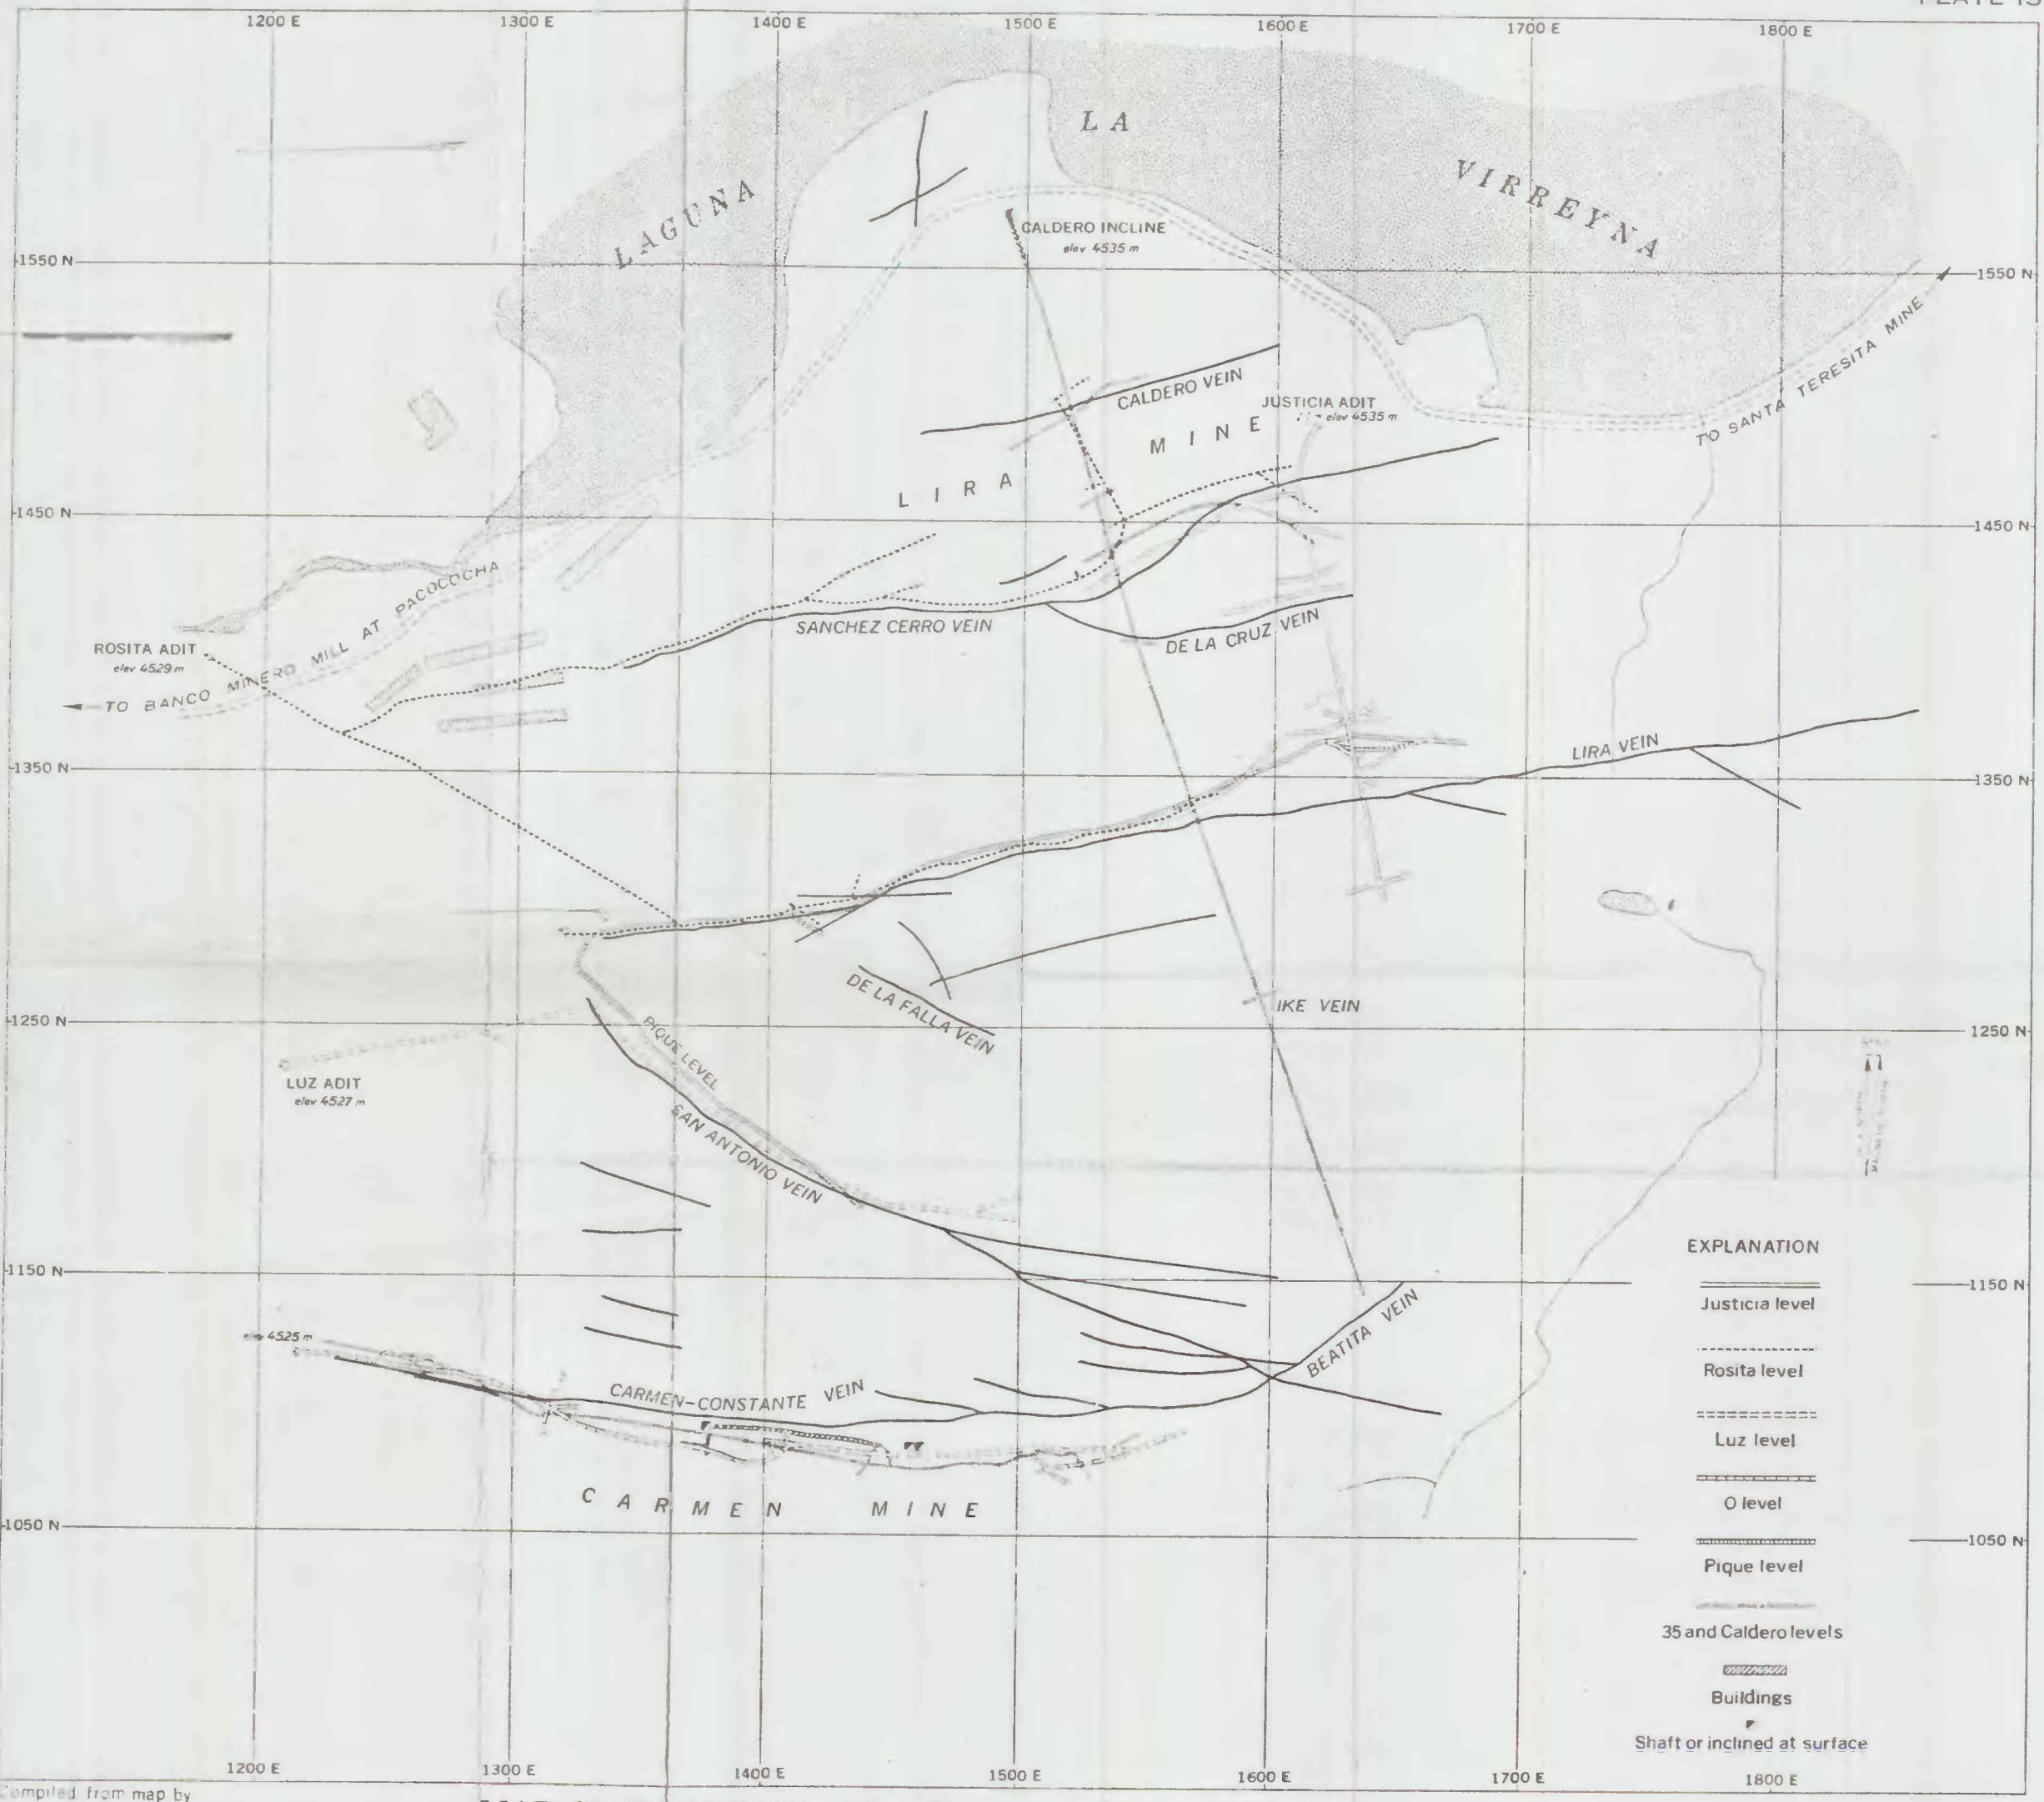 PLATE 13
1200 E 1300 E 1400 E 1500 E 1600 E 1700 E 1800 E
LA
VIRREYNA
LAGUNA
CALDERO INCLINE
elev 4535 m
1550 N
1550 N
TO SANTA TERESITA MINE
CALDERO VEIN
JUSTICIA ADIT
elev 4535 m
LIRA MINE
1450 N
1450 N
SANCHEZ CERRO VEIN
DE LA CRUZ VEIN
ROSITA ADIT
elev 4529 m
TO BANCO MINERO MILL AT PACOCOCHA
LIRA VEIN
1350 N
1350 N
DE LA FALLA VEIN
IKE VEIN
1250 N
1250 N
PIQUE LEVEL
LUZ ADIT
elev 4527 m
SAN ANTONIO VEIN
1150 N
1150 N
BEATITA VEIN
4525 m
CARMEN-CONSTANTE VEIN
CARMEN MINE
1050 N
1050 N
EXPLANATION
Justicia level
Rosita level
Luz level
O level
Pique level
35 and Caldero levels
Buildings
Shaft or inclined at surface
1200 E 1300 E 1400 E 1500 E 1600 E 1700 E 1800 E
Compiled from map by